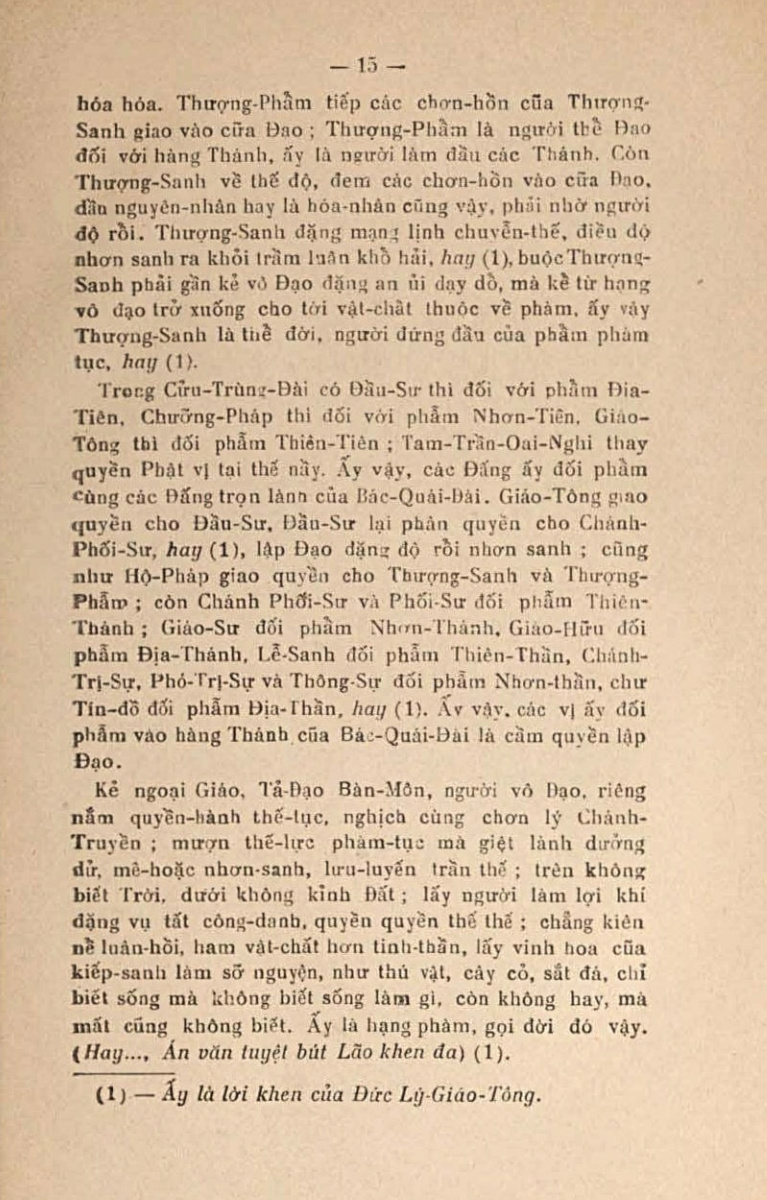 — 15 —
hóa hóa. Thượng-Phẩm tiếp các chơn-hồn của Thượng-
Sanh giao vào cữa Đạo ; Thượng-Phẩm là người thề Đạo
đối với hàng Thánh, ấy là người làm đầu các Thánh. Còn
Thượng-Sanh về thế độ, đem các chơn-hồn vào cữa Đạo,
dầu nguyên-nhân hay là hóa-nhân cũng vậy, phải nhờ người
độ rồi. Thượng-Sanh đặng mạng lịnh chuyễn-thế, điều độ
nhơn sanh ra khỏi trầm luân khổ hải, hay (1), buộc Thượng-
Sanh phải gần kẻ vô Đạo đặng an ủi dạy dỗ, mà kể từ hạng
vô đạo trở xuống cho tới vật-chất thuộc về phàm, ấy vậy
Thượng-Sanh là thề đời, người đứng đầu của phẩm phàm
tục, hay (1).
Trong Cửu-Trùng-Đài có Đầu-Sư thì đối với phẩm Địa-
Tiên, Chưởng-Pháp thì đối với phẩm Nhơn-Tiên, Giáo-
Tông thì đối phẩm Thiên-Tiên ; Tam-Trấn-Oai-Nghi thay
quyền Phật vị tại thế nầy. Ấy vậy, các Đấng ấy đối phẩm
cùng các Đấng trọn lành của Bác-Quái-Đài. Giáo-Tông giao
quyền cho Đầu-Sư, Đầu-Sư lại phân quyền cho Chánh-
Phối-Sư, hay (1), lập Đạo đặng độ rồi nhơn sanh ; cũng
như Hộ-Pháp giao quyền cho Thượng-Sanh và Thượng-
Phẩm ; còn Chánh Phối-Sư và Phối-Sư đối phẩm Thiên-
Thánh ; Giáo-Sư đối phẩm Nhơn-Thánh, Giáo-Hữu đối
phẩm Địa-Thánh, Lễ-Sanh đối phẩm Thiên-Thần, Chánh-
Trị-Sự, Phó-Trị-Sự và Thông-Sự đối phẩm Nhơn-thần, chư
Tín-đồ đối phẩm Địa-Thần, hay (1). Ấy vậy, các vị ấy đối
phẩm vào hàng Thánh của Bác-Quái-Đài là cầm quyền lập
Đạo.
Kẻ ngoại Giáo, Tả-Đạo Bàn-Môn, người vô Đạo, riêng
nắm quyền-hành thế-tục, nghịch cùng chơn lý Chánh-
Truyền ; mượn thế-lực phàm-tục mà giệt lành dưởng
dữ, mê-hoặc nhơn-sanh, lưu-luyến trần thế ; trên không
biết Trời, dưới không kỉnh Đất ; lấy người làm lợi khí
đặng vụ tất công-danh, quyền quyền thế thế ; chẳng kiên
nề luân-hồi, ham vật-chất hơn tinh-thần, lấy vinh hoa của
kiếp-sanh làm sỡ nguyện, như thú vật, cây cỏ, sắt đá, chỉ
biết sống mà không biết sống làm gì, còn không hay, mà
mất cũng không biết. Ấy là hạng phàm, gọi đời đó vậy.
(Hay..., Án văn tuyệt bút Lão khen đa) (1).
(1) — Ấy là lời khen của Đức Lý-Giáo-Tông.